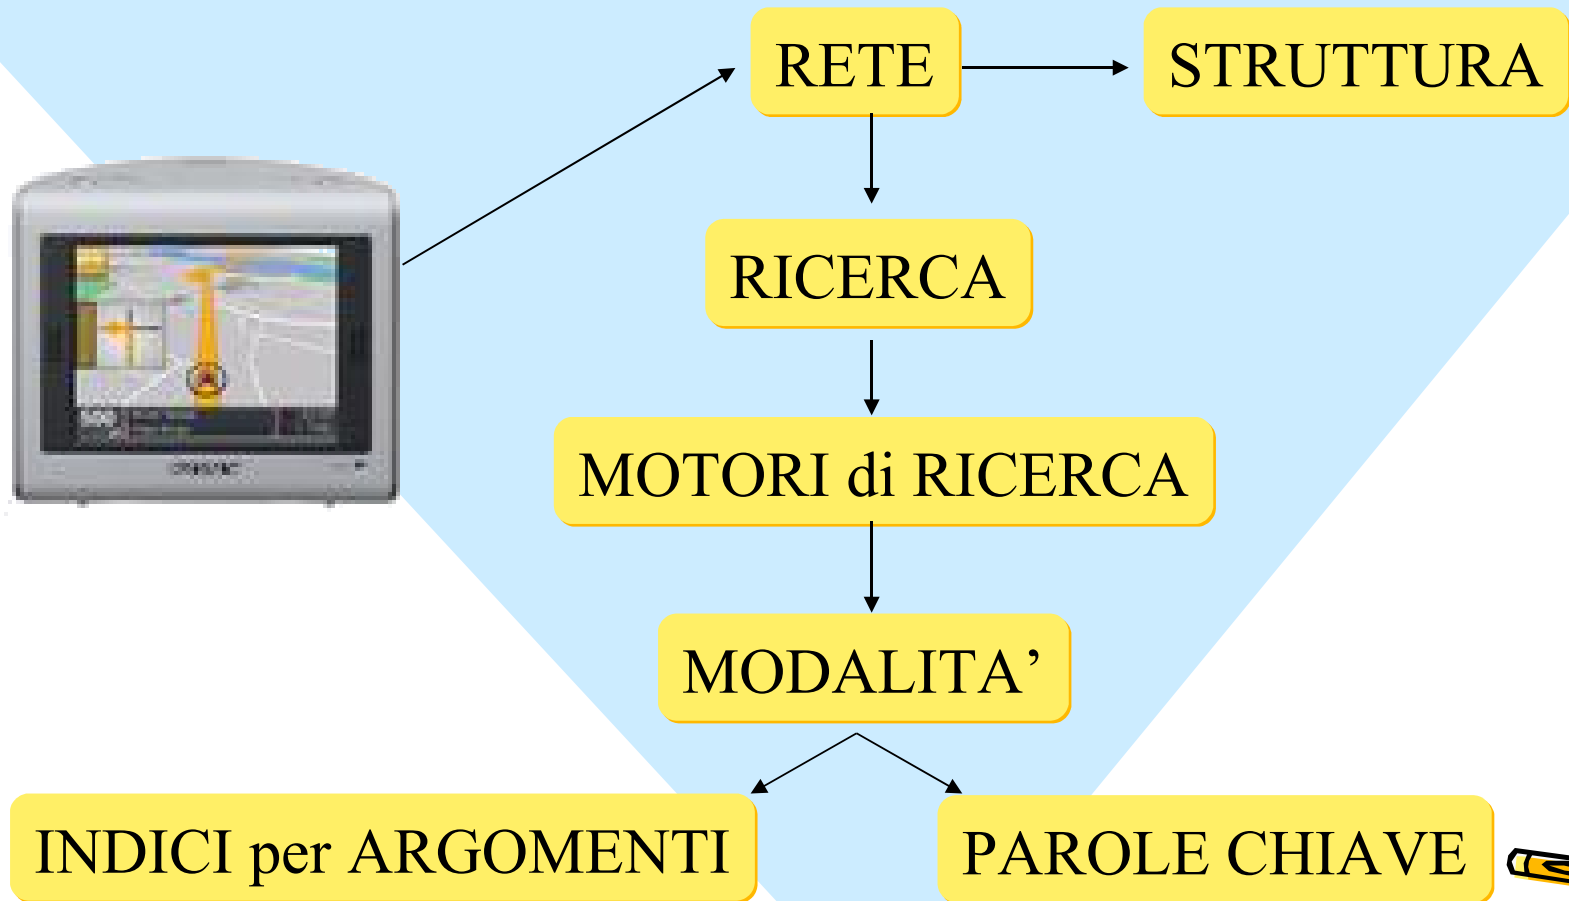 RETE
STRUTTURA
RICERCA
MOTORI di RICERCA
MODALITA’
INDICI per ARGOMENTI
PAROLE CHIAVE